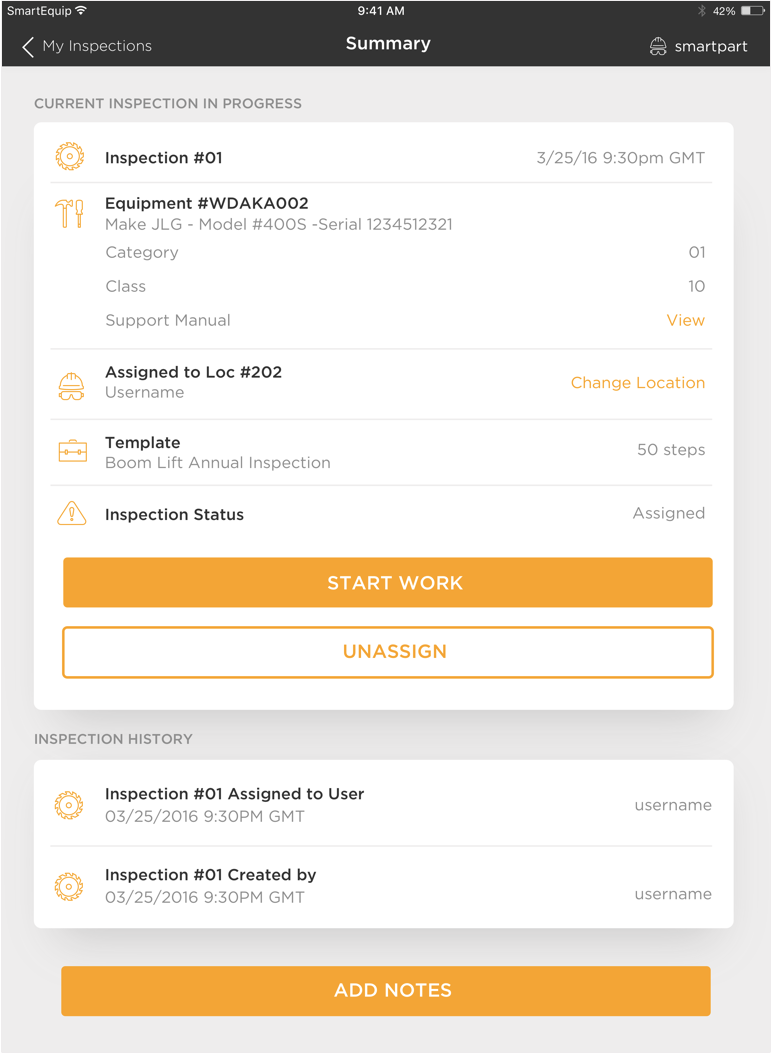 SmartEquip 9:41 AM 42%
My Inspections Summary smartpart
CURRENT INSPECTION IN PROGRESS
Inspection #01 3/25/16 9:30pm GMT
Equipment #WDAKA002
Make JLG - Model #400S -Serial 1234512321
Category 01
Class 10
Support Manual View
Assigned to Loc #202
Username Change Location
Template
Boom Lift Annual Inspection 50 steps
Inspection Status Assigned
START WORK
UNASSIGN
INSPECTION HISTORY
Inspection #01 Assigned to User
03/25/2016 9:30PM GMT username
Inspection #01 Created by
03/25/2016 9:30PM GMT username
ADD NOTES